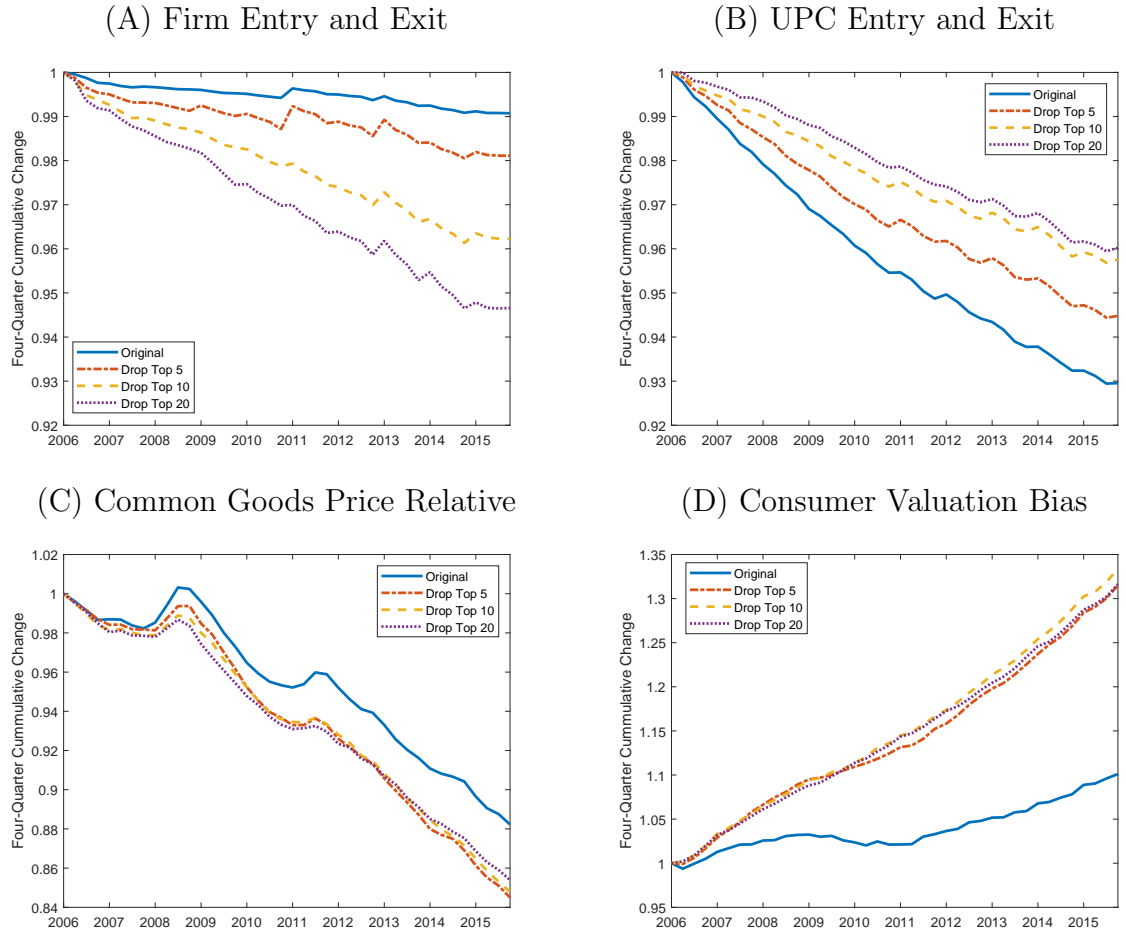 (A) Firm Entry and Exit
Four-Quarter Cummulative Change
1
0.99
0.98
0.97
0.96
0.95
0.94
0.93
0.92
Original
Drop Top 5
Drop Top 10
Drop Top 20
2006 2007 2008 2009 2010 2011 2012 2013 2014 2015
(B) UPC Entry and Exit
Four-Quarter Cummulative Change
1
0.99
0.98
0.97
0.96
0.95
0.94
0.93
0.92
Original
Drop Top 5
Drop Top 10
Drop Top 20
2006 2007 2008 2009 2010 2011 2012 2013 2014 2015
(C) Common Goods Price Relative
Four-Quarter Cummulative Change
1.02
1
0.98
0.96
0.94
0.92
0.9
0.88
0.86
0.84
Original
Drop Top 5
Drop Top 10
Drop Top 20
2006 2007 2008 2009 2010 2011 2012 2013 2014 2015
(D) Consumer Valuation Bias
Four-Quarter Cummulative Change
1.35
1.3
1.25
1.2
1.15
1.1
1.05
1
0.95
Original
Drop Top 5
Drop Top 10
Drop Top 20
2006 2007 2008 2009 2010 2011 2012 2013 2014 2015